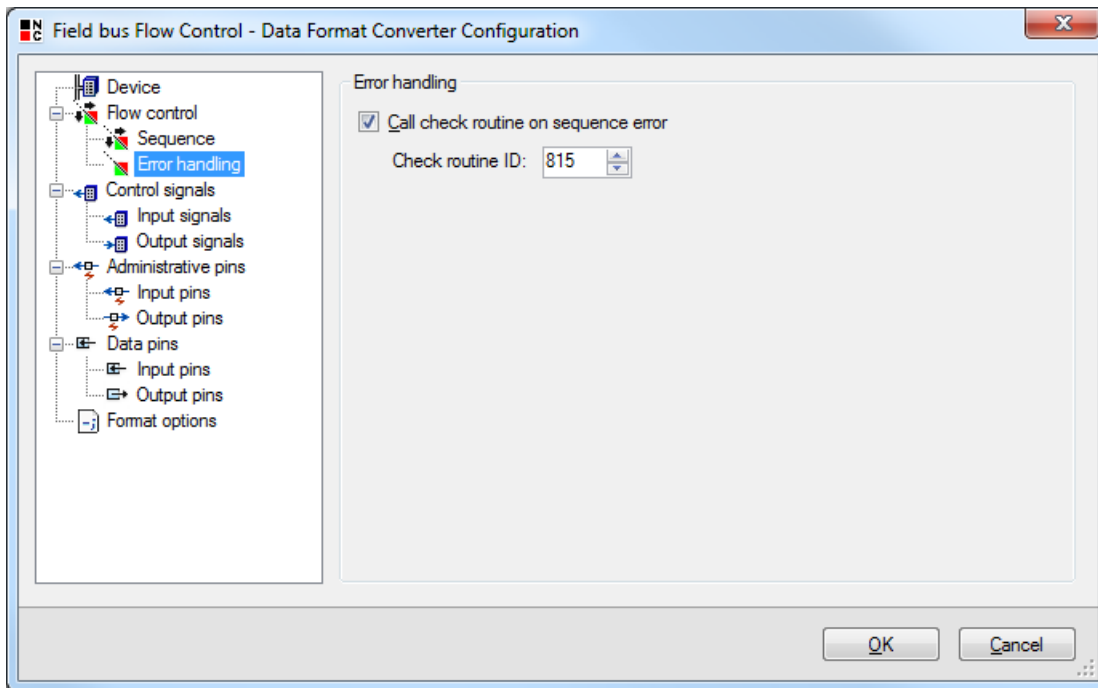 Field bus Flow Control - Data Format Converter Configuration
Device
Flow control
Sequence
Error handling
Control signals
Input signals
Output signals
Administrative pins
Input pins
Output pins
Data pins
Input pins
Output pins
Format options
Error handling
Call check routine on sequence error
Check routine ID: 815
OK
Cancel